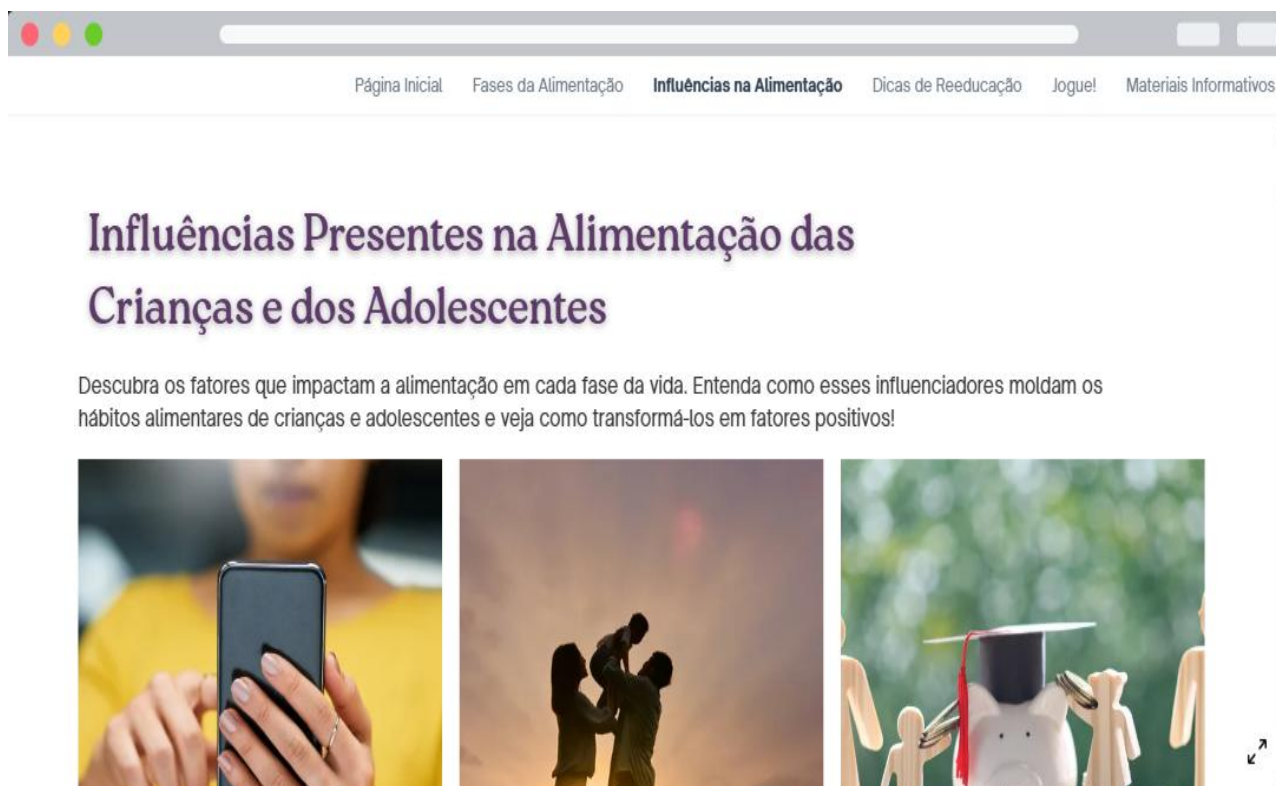 Página Inicial Fases da Alimentação Influências na Alimentação Dicas de Reeducação Jogue! Materiais Informativos
Influências Presentes na Alimentação das
Crianças e dos Adolescentes
Descubra os fatores que impactam a alimentação em cada fase da vida. Entenda como esses influenciadores moldam os
hábitos alimentares de crianças e adolescentes e veja como transformá-los em fatores positivos!